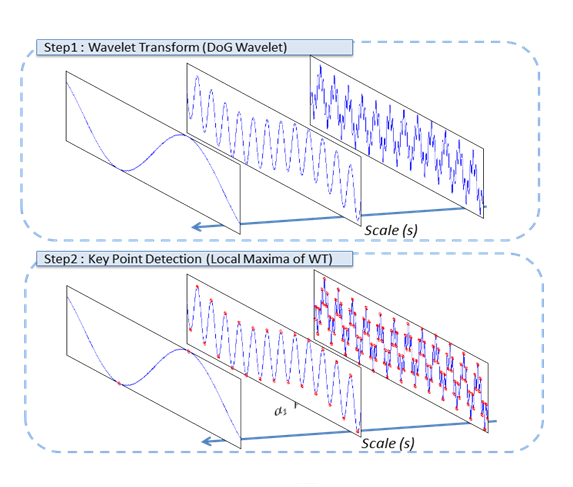 Step1 : Wavelet Transform (DoG Wavelet)
Scale (s)
Step2 : Key Point Detection (Local Maxima of WT)
d₁
Scale (s)